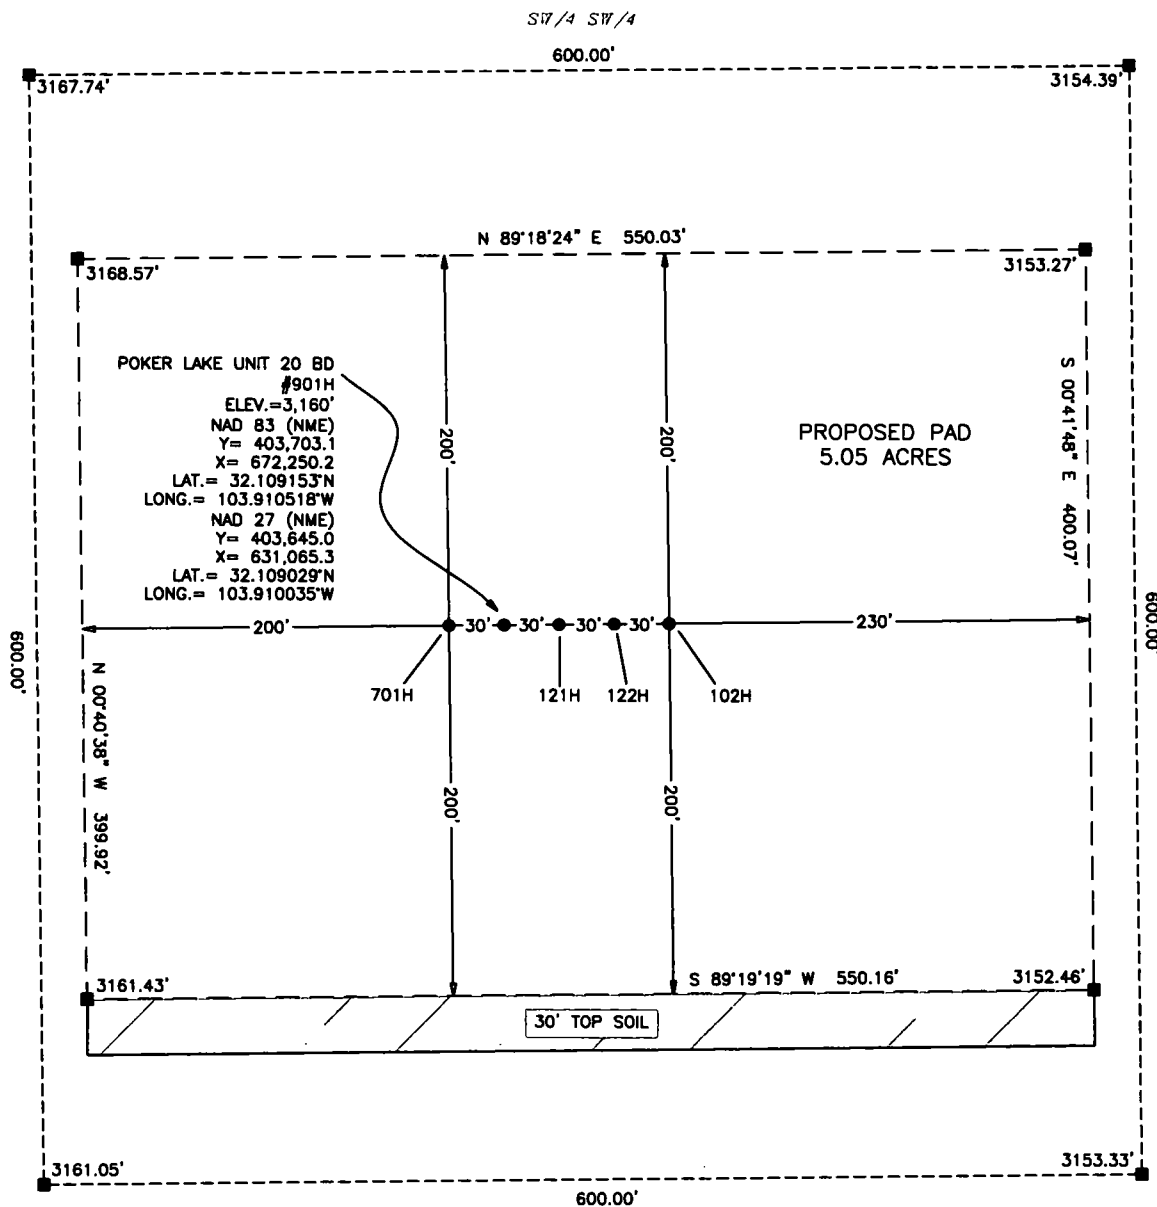 SW/4 SW/4
600.00'
3167.74'
3154.39'
N 89°18'24" E 550.03'
3168.57'
3153.27'
POKER LAKE UNIT 20 BD
#901H
ELEV.=3,160'
NAD 83 (NME)
Y= 403,703.1
X= 672,250.2
LAT.= 32.109153°N
LONG.= 103.910518°W
NAD 27 (NME)
Y= 403,645.0
X= 631,065.3
LAT.= 32.109029°N
LONG.= 103.910035°W
200'
200'
PROPOSED PAD
5.05 ACRES
S 00°41'48" E 400.07'
200'
30'
30'
30'
30'
230'
600.00'
600.00'
701H
121H
122H
102H
N 00°40'38" W 399.92'
200'
200'
3161.43'
S 89°19'19" W 550.16'
3152.46'
30' TOP SOIL
3161.05'
3153.33'
600.00'